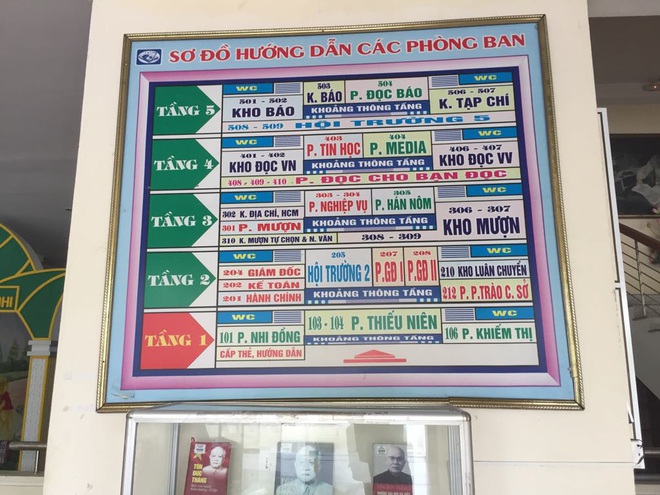 SƠ ĐỒ HƯỚNG DẪN CÁC PHÒNG BAN
TẦNG 5
WC
503
K. BÁO
504
P. ĐỌC BÁO
WC
501 - 502
KHO BÁO
KHOẢNG THÔNG TẦNG
506 - 507
K. TẠP CHÍ
508 - 509
HỘI TRƯỜNG 5
TẦNG 4
WC
403
P. TIN HỌC
404
P. MEDIA
WC
401 - 402
KHO ĐỌC VN
KHOẢNG THÔNG TẦNG
406 - 407
KHO ĐỌC VV
408 - 409 - 410 P. ĐỌC CHO BẠN ĐỌC
TẦNG 3
WC
303 - 304
P. NGHIỆP VỤ
305
P. HÁN NÔM
WC
302 K. ĐỊA CHÍ, HCM
301 P. MƯỢN
KHOẢNG THÔNG TẦNG
306 - 307
KHO MƯỢN
310 K. MƯỢN TỰ CHỌN & N. VĂN
308 - 309
TẦNG 2
WC
205
HỘI TRƯỜNG 2
207
P.GĐ I
208
P.GĐ II
WC
204 GIÁM ĐỐC
202 KẾ TOÁN
201 HÀNH CHÍNH
KHOẢNG THÔNG TẦNG
210 KHO LUÂN CHUYỂN
212 P. P.TRÀO C. SỞ
TẦNG 1
WC
103 - 104 P. THIẾU NIÊN
WC
101 P. NHI ĐỒNG
KHOẢNG THÔNG TẦNG
106 P. KHIẾM THỊ
CẤP THẺ, HƯỚNG DẪN
TÔN
ĐỨC
THẮNG